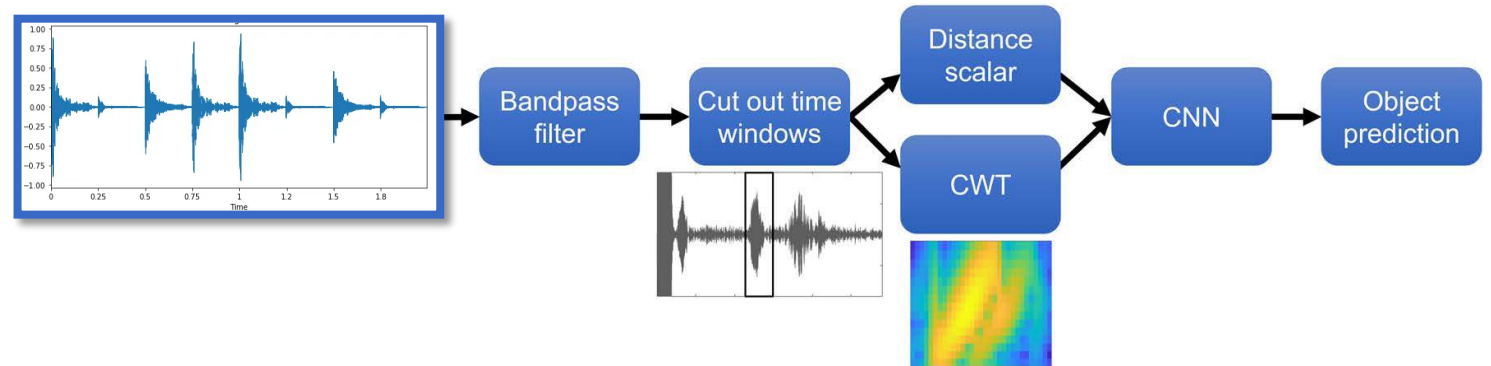 1.00
0.75
0.50
0.25
0.00
−0.25
−0.50
−0.75
−1.00
0 0.25 0.5 0.75 1 1.2 1.5 1.8
Time
Bandpass
filter
Cut out time
windows
Distance
scalar
CWT
CNN
Object
prediction